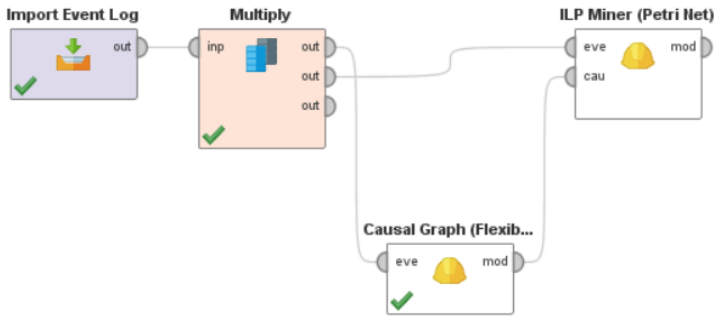 Import Event Log
out
Multiply
inp
out
out
out
ILP Miner (Petri Net)
eve
mod
cau
Causal Graph (Flexib...
eve
mod